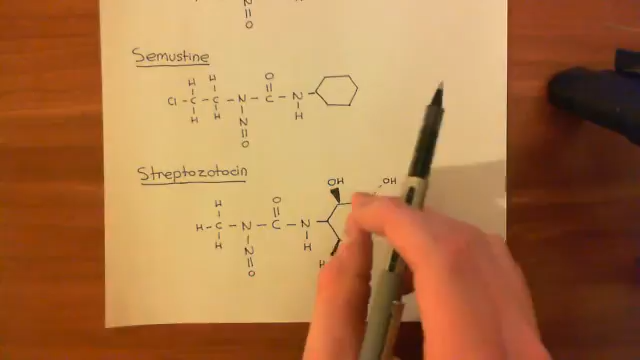 N
O
Semustine
H H O
Cl - C - C - N - C - N
H H N H
O
Streptozotocin
OH OH
H O
H - C - N - C - N
H N H
O
H